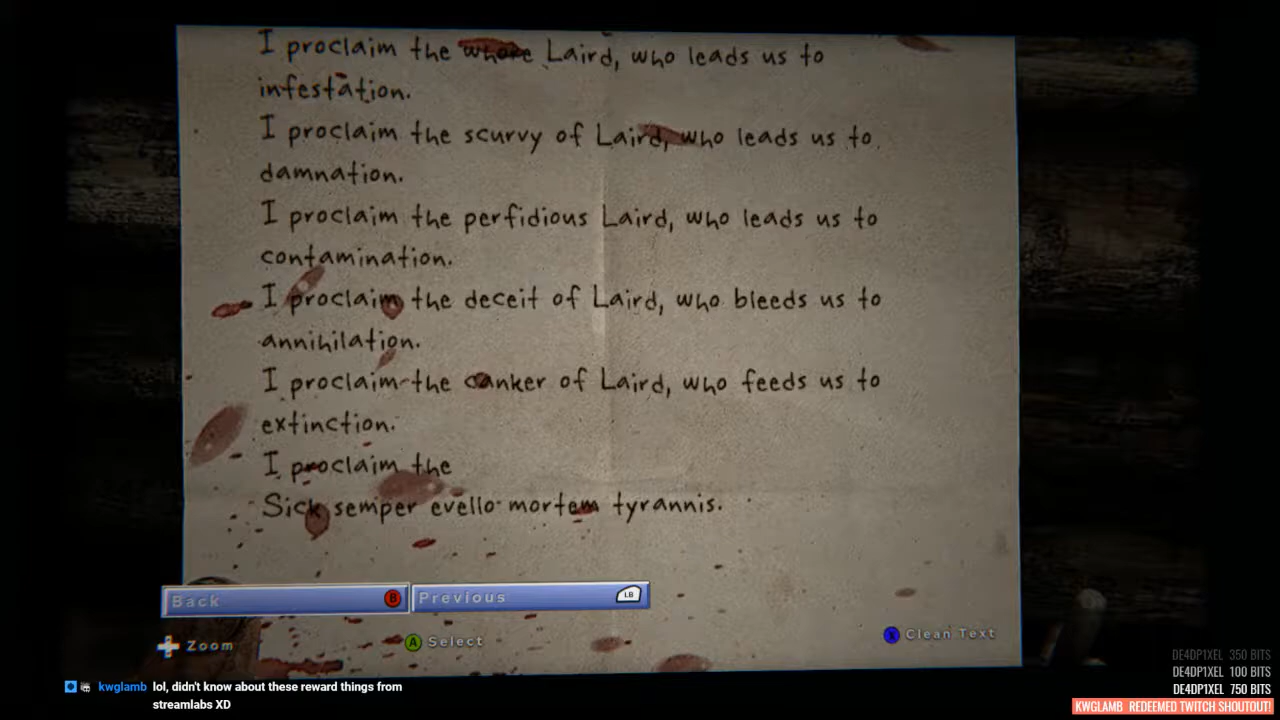 I proclaim the whore Laird, who leads us to
infestation.
I proclaim the scurvy of Laird, who leads us to
damnation.
I proclaim the perfidious Laird, who leads us to
contamination.
I proclaim the deceit of Laird, who bleeds us to
annihilation.
I proclaim the canker of Laird, who feeds us to
extinction.
I proclaim the
Sick semper evello mortem tyrannis.
Back B Previous LB
Zoom A Select X Clean Text
kwglamb lol, didn't know about these reward things from
streamlabs XD
DE4DP1XEL 350 BITS
DE4DP1XEL 100 BITS
DE4DP1XEL 750 BITS
KWGLAMB REDEEMED TWITCH SHOUTOUT!